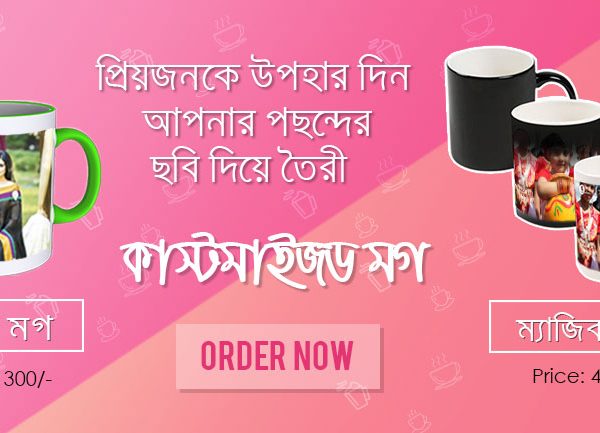 প্রিয়জনকে উপহার দিন
আপনার পছন্দের
ছবি দিয়ে তৈরী
কাস্টমাইজড মগ
মগ
300/-
ORDER NOW
Price: 4